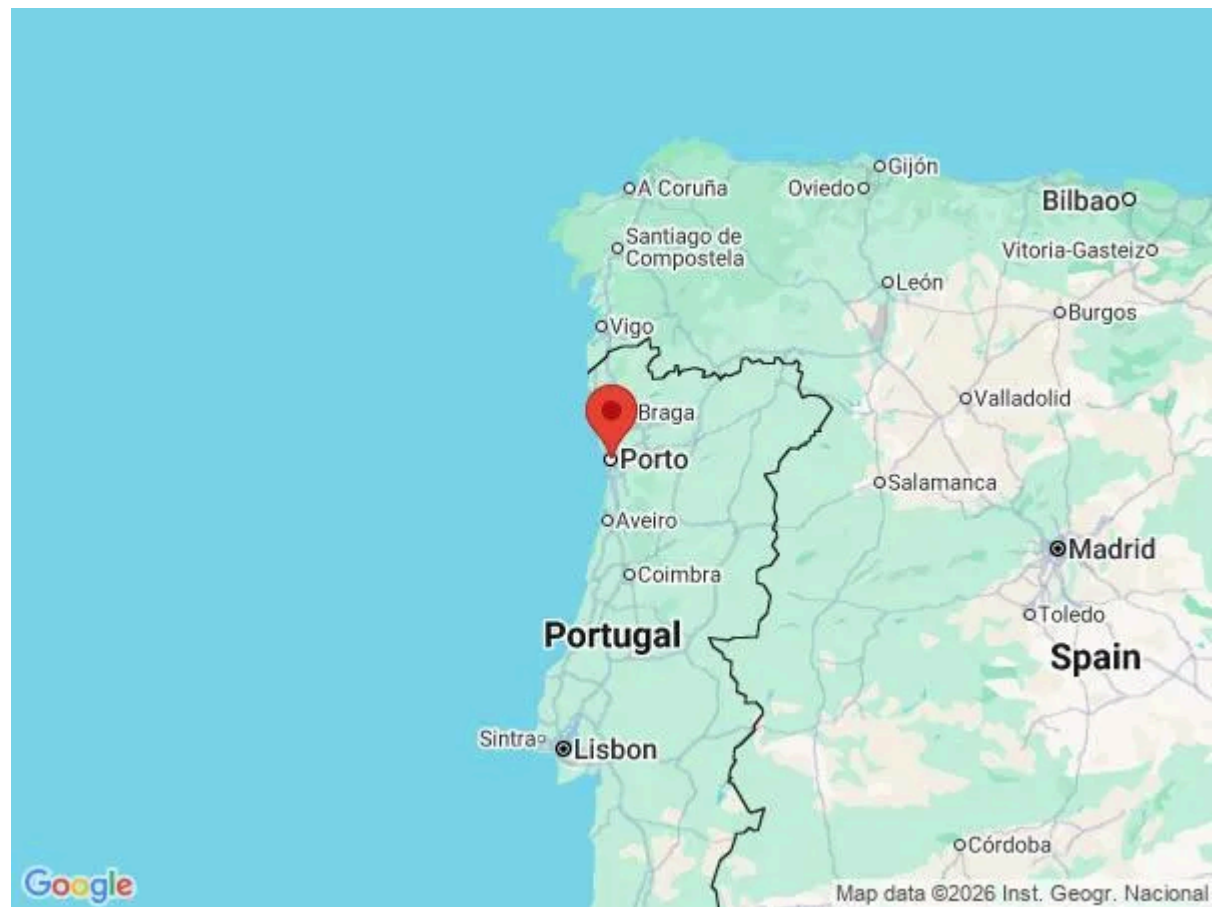 Gijón
A Coruña
Oviedo
Bilbao
Santiago de
Compostela
Vitoria-Gasteiz
León
Burgos
Vigo
Valladolid
Braga
Porto
Salamanca
Aveiro
Madrid
Coimbra
Toledo
Portugal
Spain
Sintra
Lisbon
Córdoba
Google
Map data ©2026 Inst. Geogr. Nacional